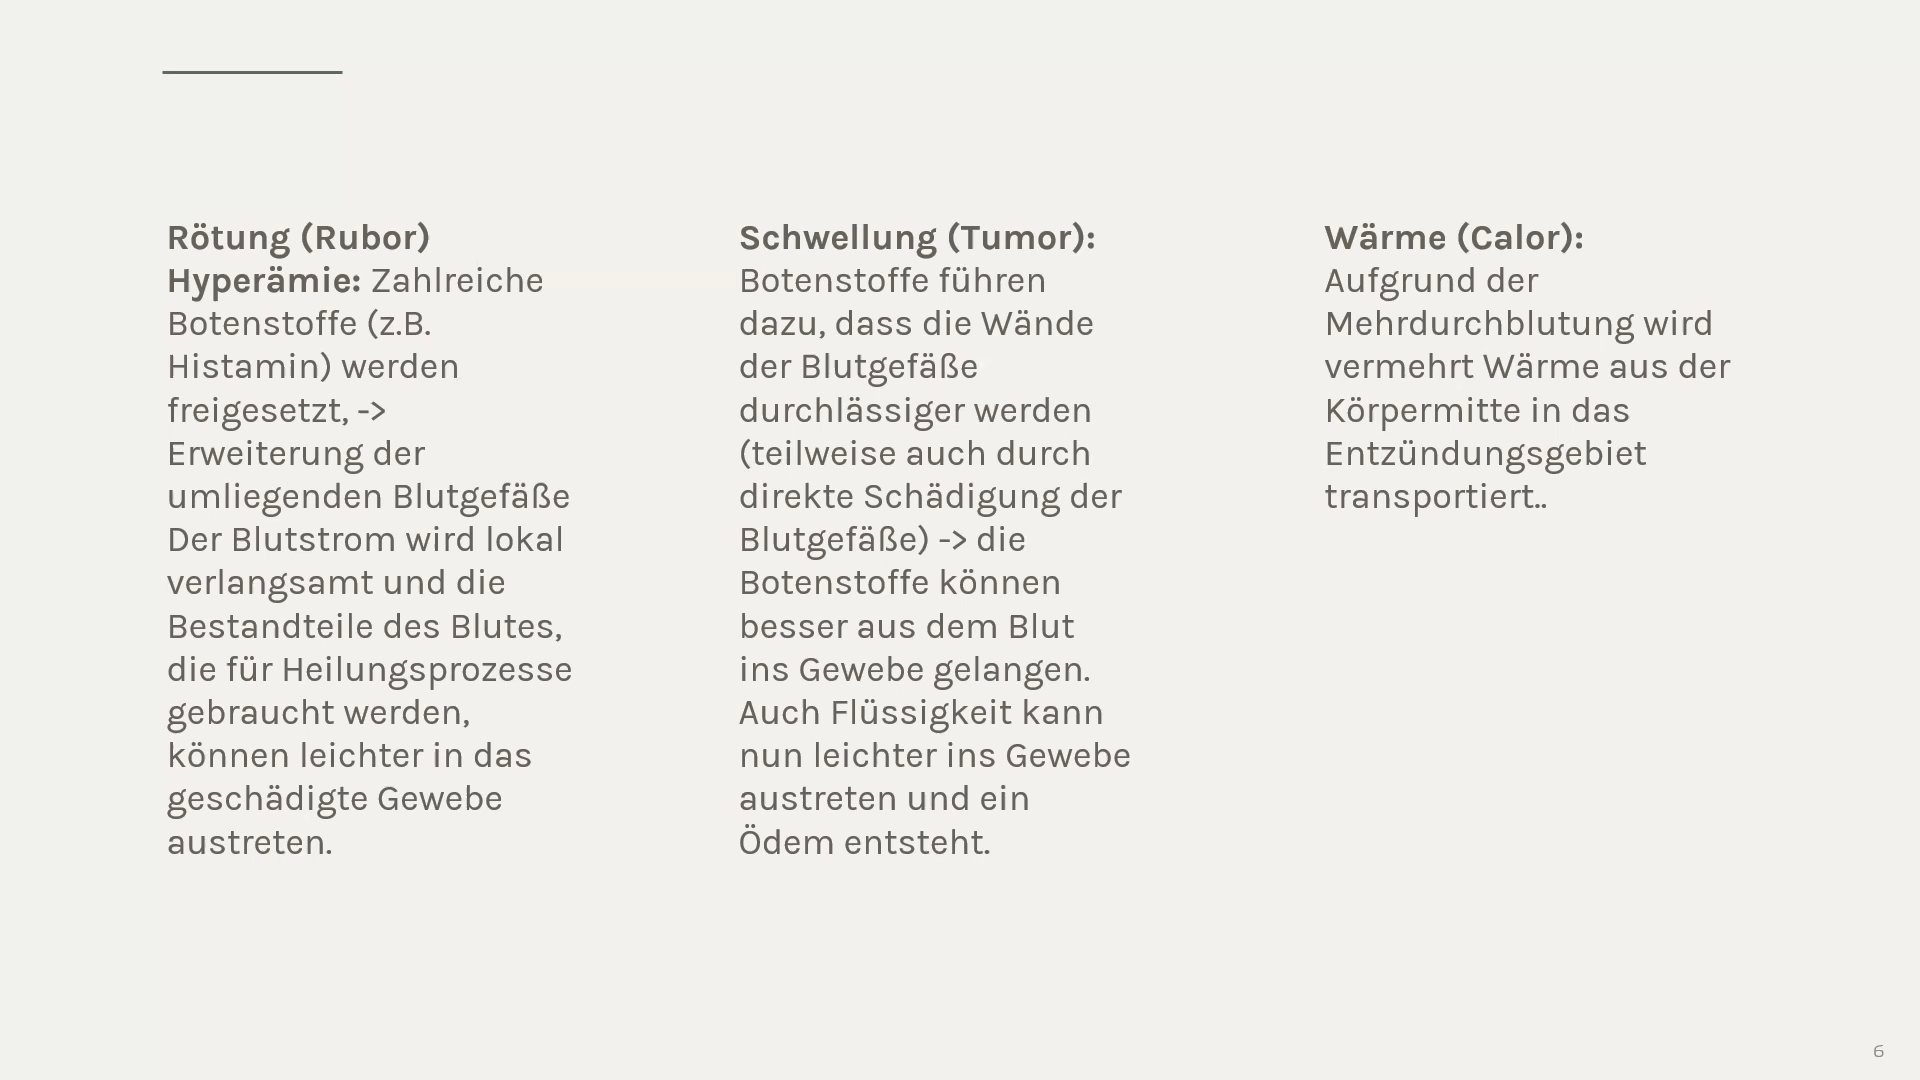 Rötung (Rubor)
Hyperämie: Zahlreiche
Botenstoffe (z.B.
Histamin) werden
freigesetzt, ->
Erweiterung der
umliegenden Blutgefäße
Der Blutstrom wird lokal
verlangsamt und die
Bestandteile des Blutes,
die für Heilungsprozesse
gebraucht werden,
können leichter in das
geschädigte Gewebe
austreten.
Schwellung (Tumor):
Botenstoffe führen
dazu, dass die Wände
der Blutgefäße
durchlässiger werden
(teilweise auch durch
direkte Schädigung der
Blutgefäße) -> die
Botenstoffe können
besser aus dem Blut
ins Gewebe gelangen.
Auch Flüssigkeit kann
nun leichter ins Gewebe
austreten und ein
Ödem entsteht.
Wärme (Calor):
Aufgrund der
Mehrdurchblutung wird
vermehrt Wärme aus der
Körpermitte in das
Entzündungsgebiet
transportiert..
6